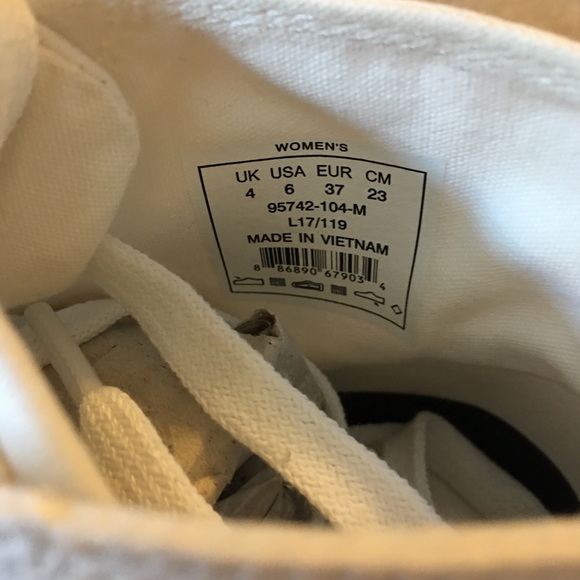 WOMEN'S
UK USA EUR CM
4 6 37 23
95742-104-M
L17/119
MADE IN VIETNAM
8 86890 67903 4